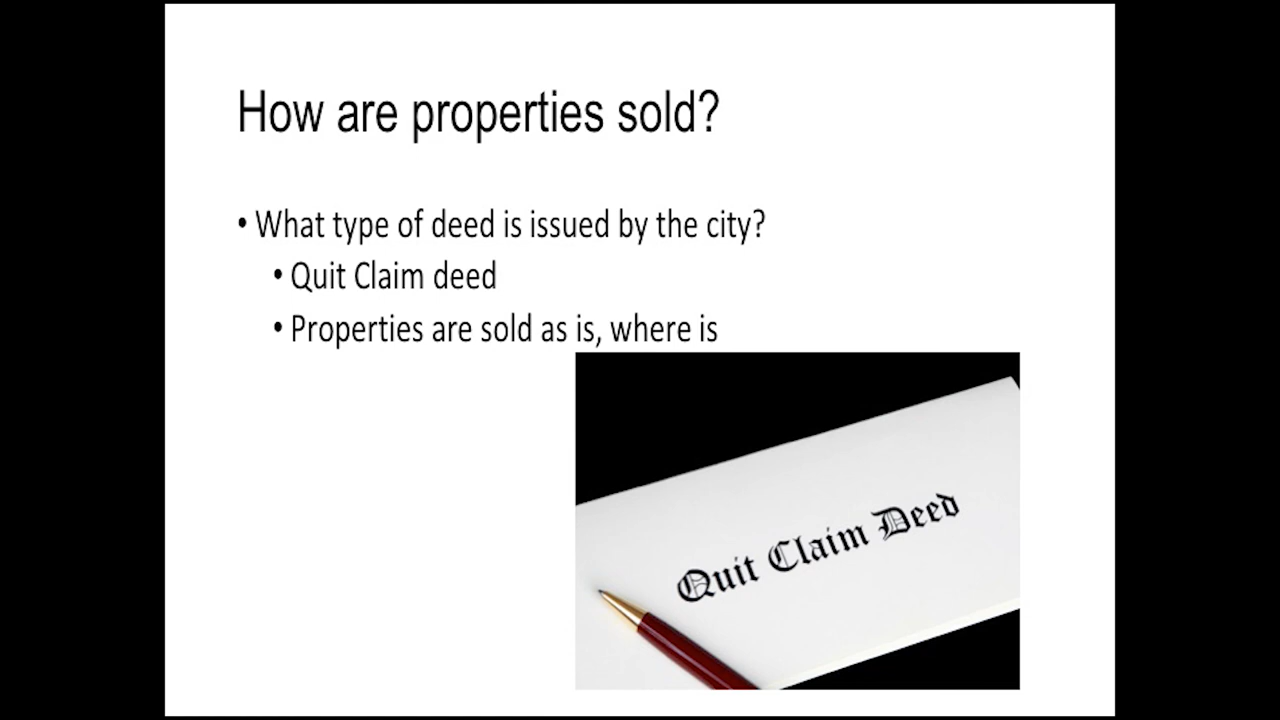 How are properties sold?
• What type of deed is issued by the city?
• Quit Claim deed
• Properties are sold as is, where is
Quit Claim Deed